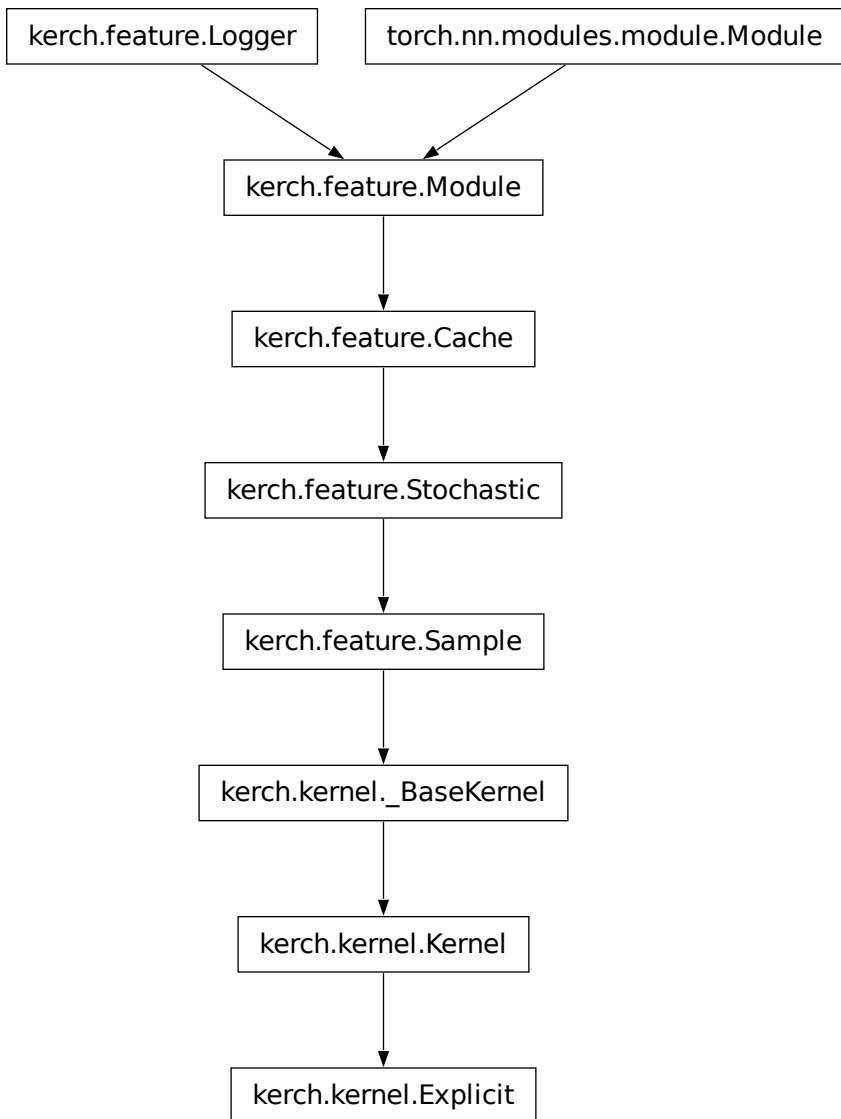 kerch.feature.Logger
torch.nn.modules.module.Module
kerch.feature.Module
kerch.feature.Cache
kerch.feature.Stochastic
kerch.feature.Sample
kerch.kernel._BaseKernel
kerch.kernel.Kernel
kerch.kernel.Explicit